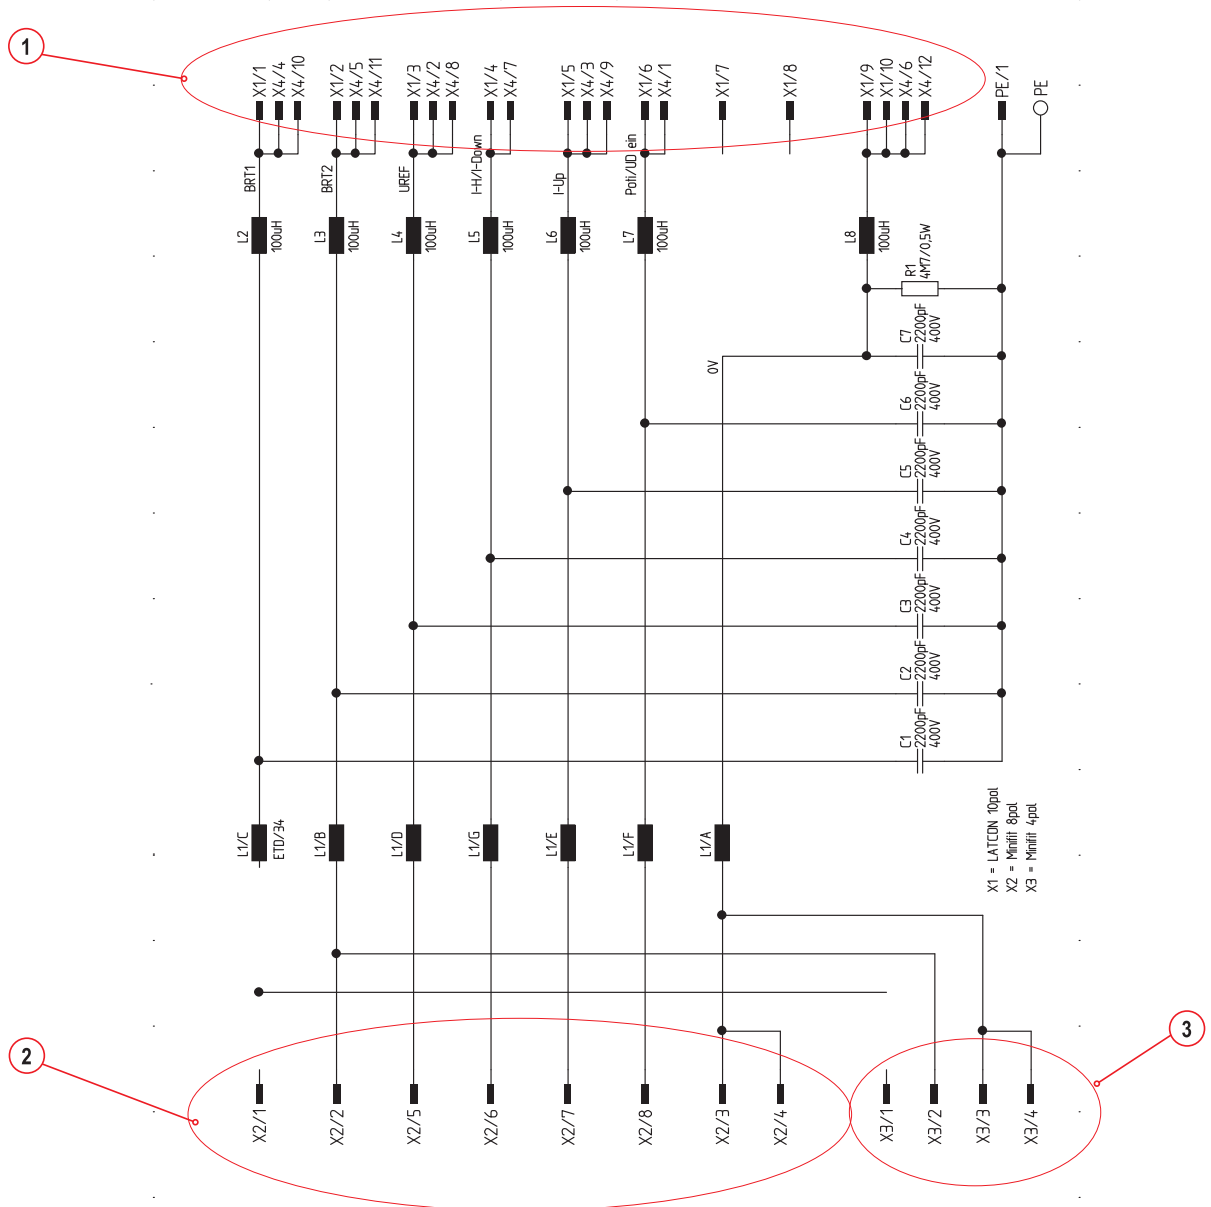 1
X1/1
X4/4
X4/10
X1/2
X4/5
X4/11
X1/3
X4/2
X4/8
X1/4
X4/7
X1/5
X4/3
X4/9
X1/6
X4/1
X1/7
X1/8
X1/9
X1/10
X4/6
X4/12
PE/1
PE
BRT1
BRT2
UREF
I-H/I-Down
I-Up
Poti/UD ein
L2
100uH
L3
100uH
L4
100uH
L5
100uH
L6
100uH
L7
100uH
L8
100uH
R1
4M7/0,5W
0V
C7
2200pF
400V
C6
2200pF
400V
C5
2200pF
400V
C4
2200pF
400V
C3
2200pF
400V
C2
2200pF
400V
C1
2200pF
400V
L1/C
ETD/34
L1/B
L1/D
L1/G
L1/E
L1/F
L1/A
X1 = LATCON 10pol
X2 = Minifit 8pol
X3 = Minifit 4pol
2
3
X2/1
X2/2
X2/5
X2/6
X2/7
X2/8
X2/3
X2/4
X3/1
X3/2
X3/3
X3/4